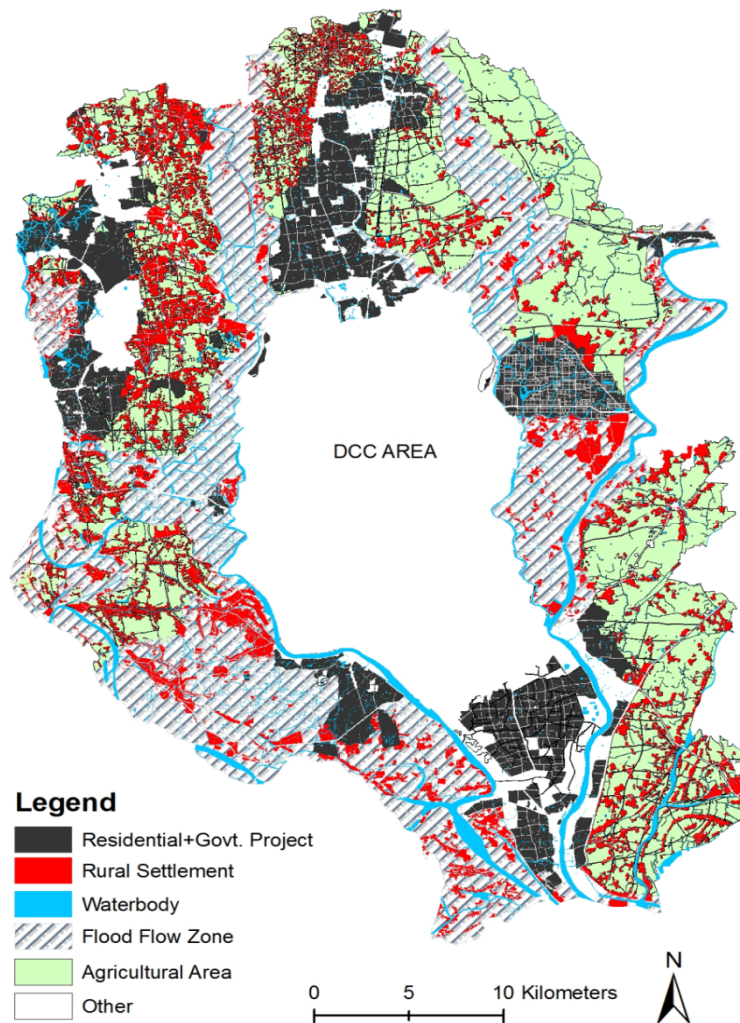 DCC AREA
Legend
Residential+Govt. Project
Rural Settlement
Waterbody
Flood Flow Zone
Agricultural Area
Other
0 5 10 Kilometers
N